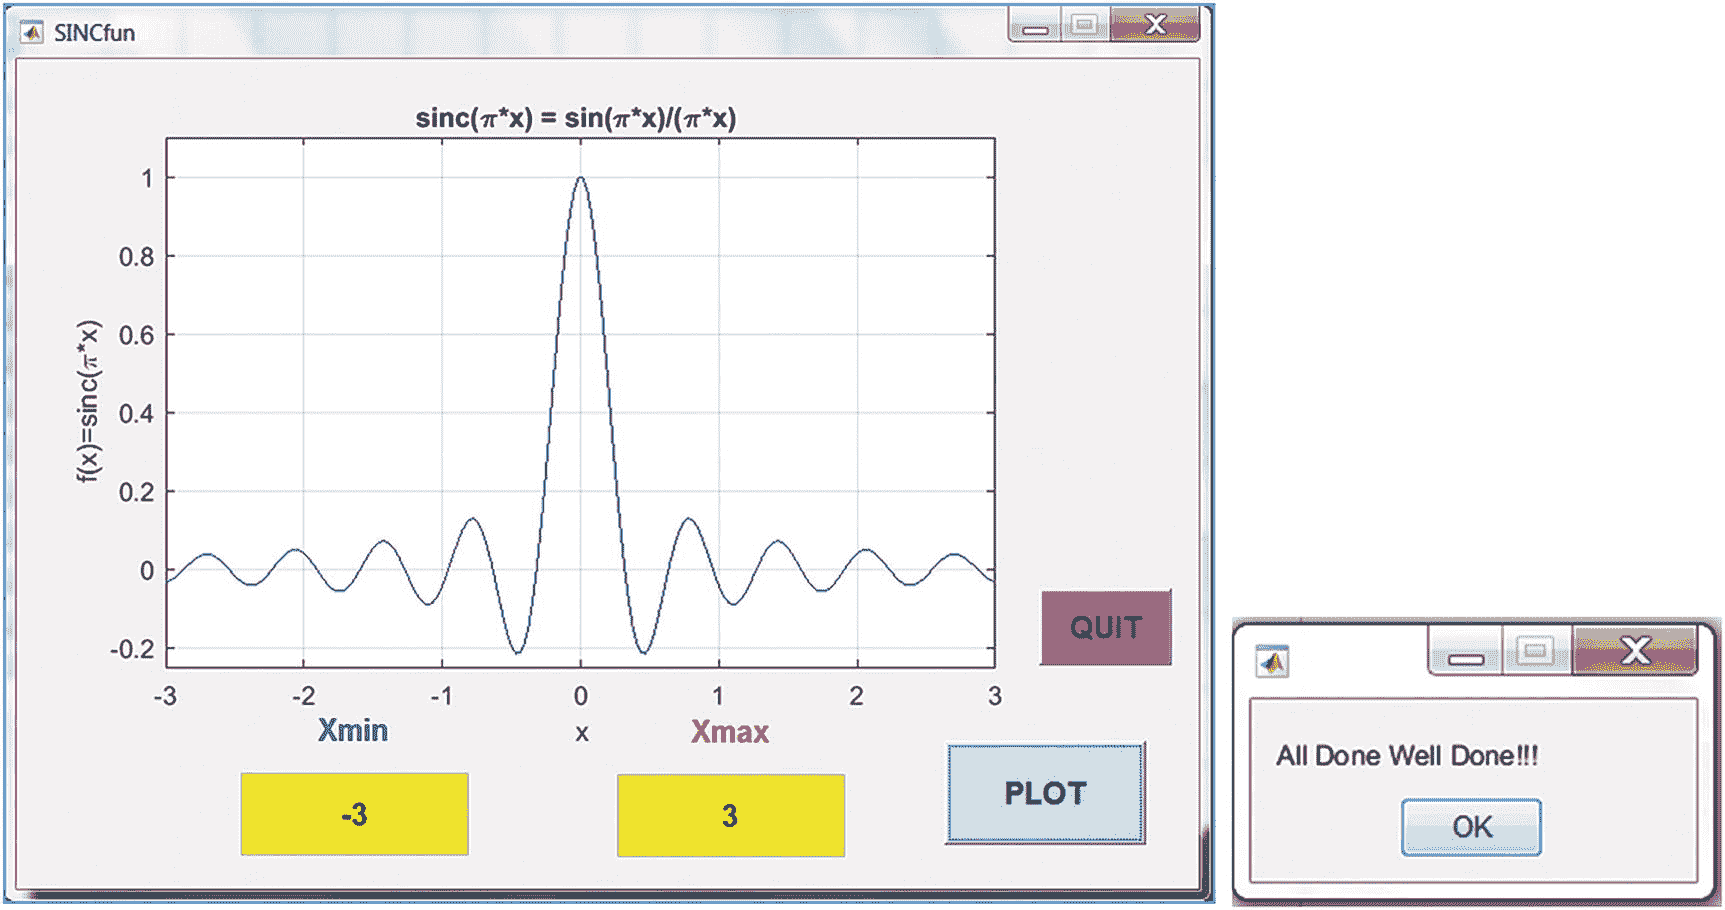 SINCfun
sinc(π*x) = sin(π*x)/(π*x)
f(x)=sinc(π*x)
1
0.8
0.6
0.4
0.2
0
-0.2
-3 -2 -1 0 1 2 3
Xmin x Xmax
-3 3
QUIT
PLOT
All Done Well Done!!!
OK